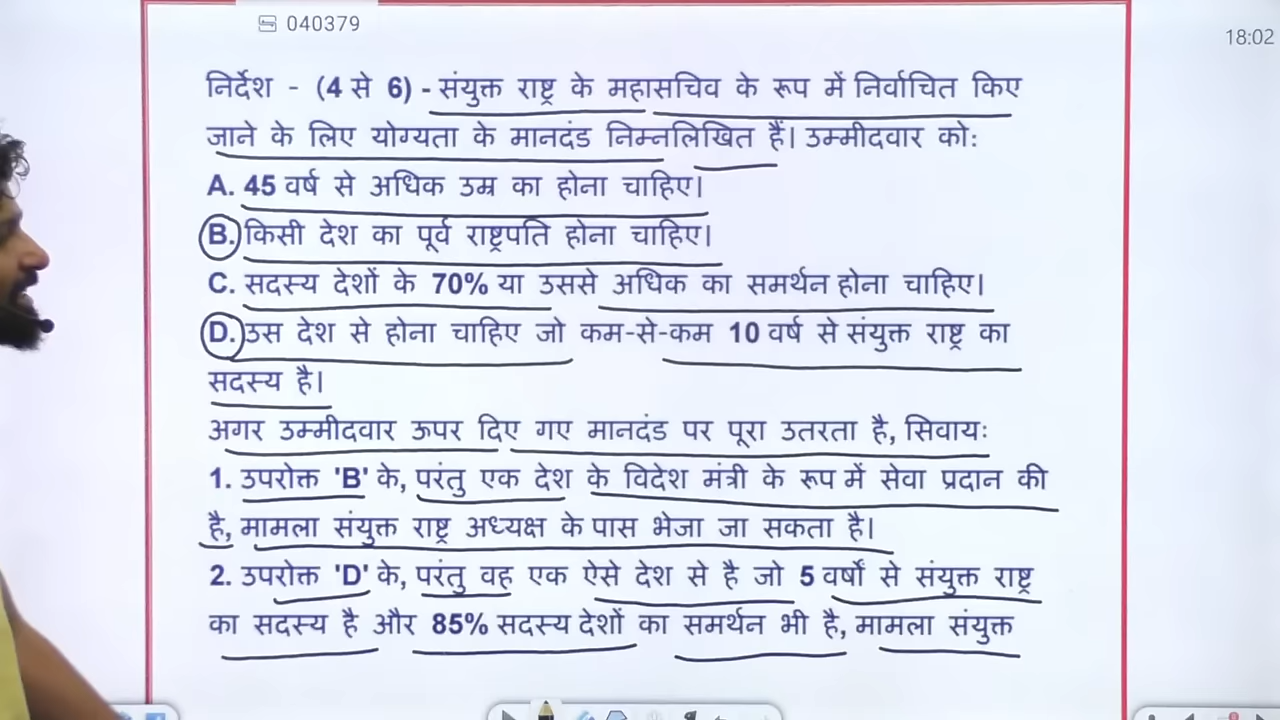 040379
18:02
निर्देश - (4 से 6) - संयुक्त राष्ट्र के महासचिव के रूप में निर्वाचित किए
जाने के लिए योग्यता के मानदंड निम्नलिखित हैं। उम्मीदवार को:
A. 45 वर्ष से अधिक उम्र का होना चाहिए।
B. किसी देश का पूर्व राष्ट्रपति होना चाहिए।
C. सदस्य देशों के 70% या उससे अधिक का समर्थन होना चाहिए।
D. उस देश से होना चाहिए जो कम-से-कम 10 वर्ष से संयुक्त राष्ट्र का
सदस्य है।
अगर उम्मीदवार ऊपर दिए गए मानदंड पर पूरा उतरता है, सिवाय:
1. उपरोक्त 'B' के, परंतु एक देश के विदेश मंत्री के रूप में सेवा प्रदान की
है, मामला संयुक्त राष्ट्र अध्यक्ष के पास भेजा जा सकता है।
2. उपरोक्त 'D' के, परंतु वह एक ऐसे देश से है जो 5 वर्षों से संयुक्त राष्ट्र
का सदस्य है और 85% सदस्य देशों का समर्थन भी है, मामला संयुक्त